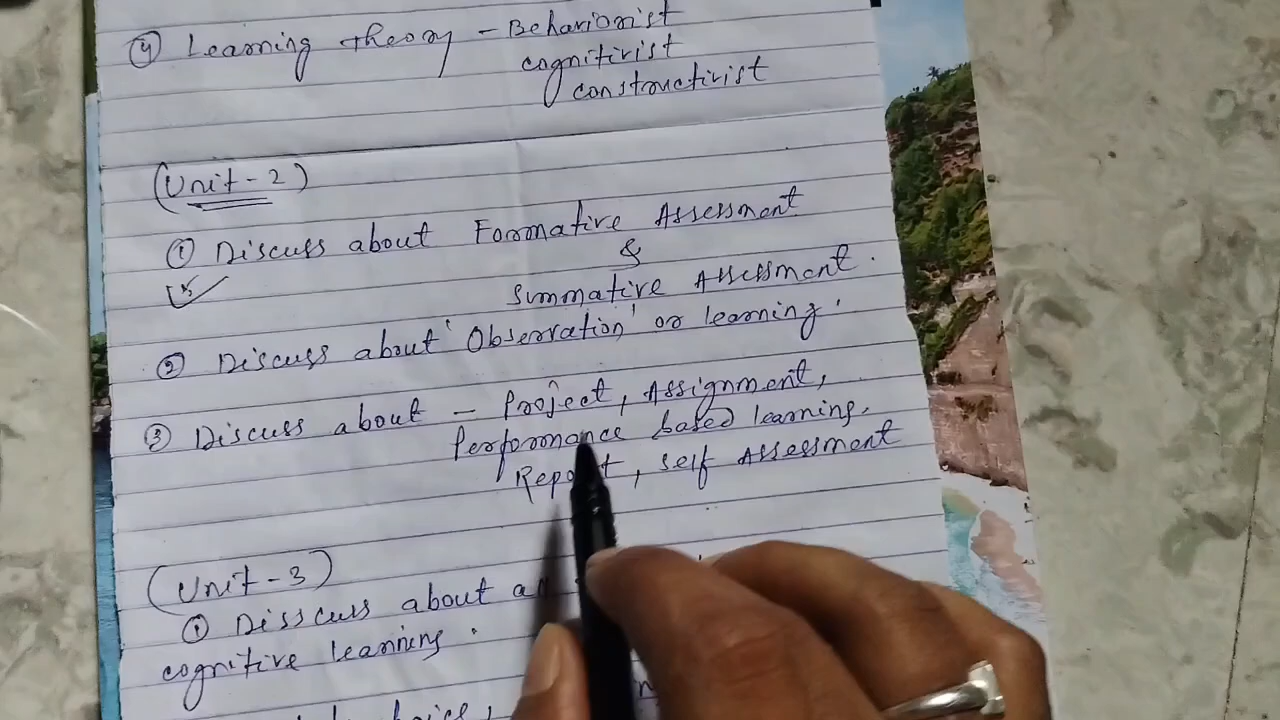 ④ Learning theory - Behaviorist
cognitivist
constructivist
(Unit-2)
① Discuss about Formative Assessment
&
Summative Assessment.
② Discuss about 'Observation' or learning.
③ Discuss about - Project, Assignment,
Performance based learning.
Report, Self Assessment
(Unit-3)
① Disscuss about all
cognitive learning.